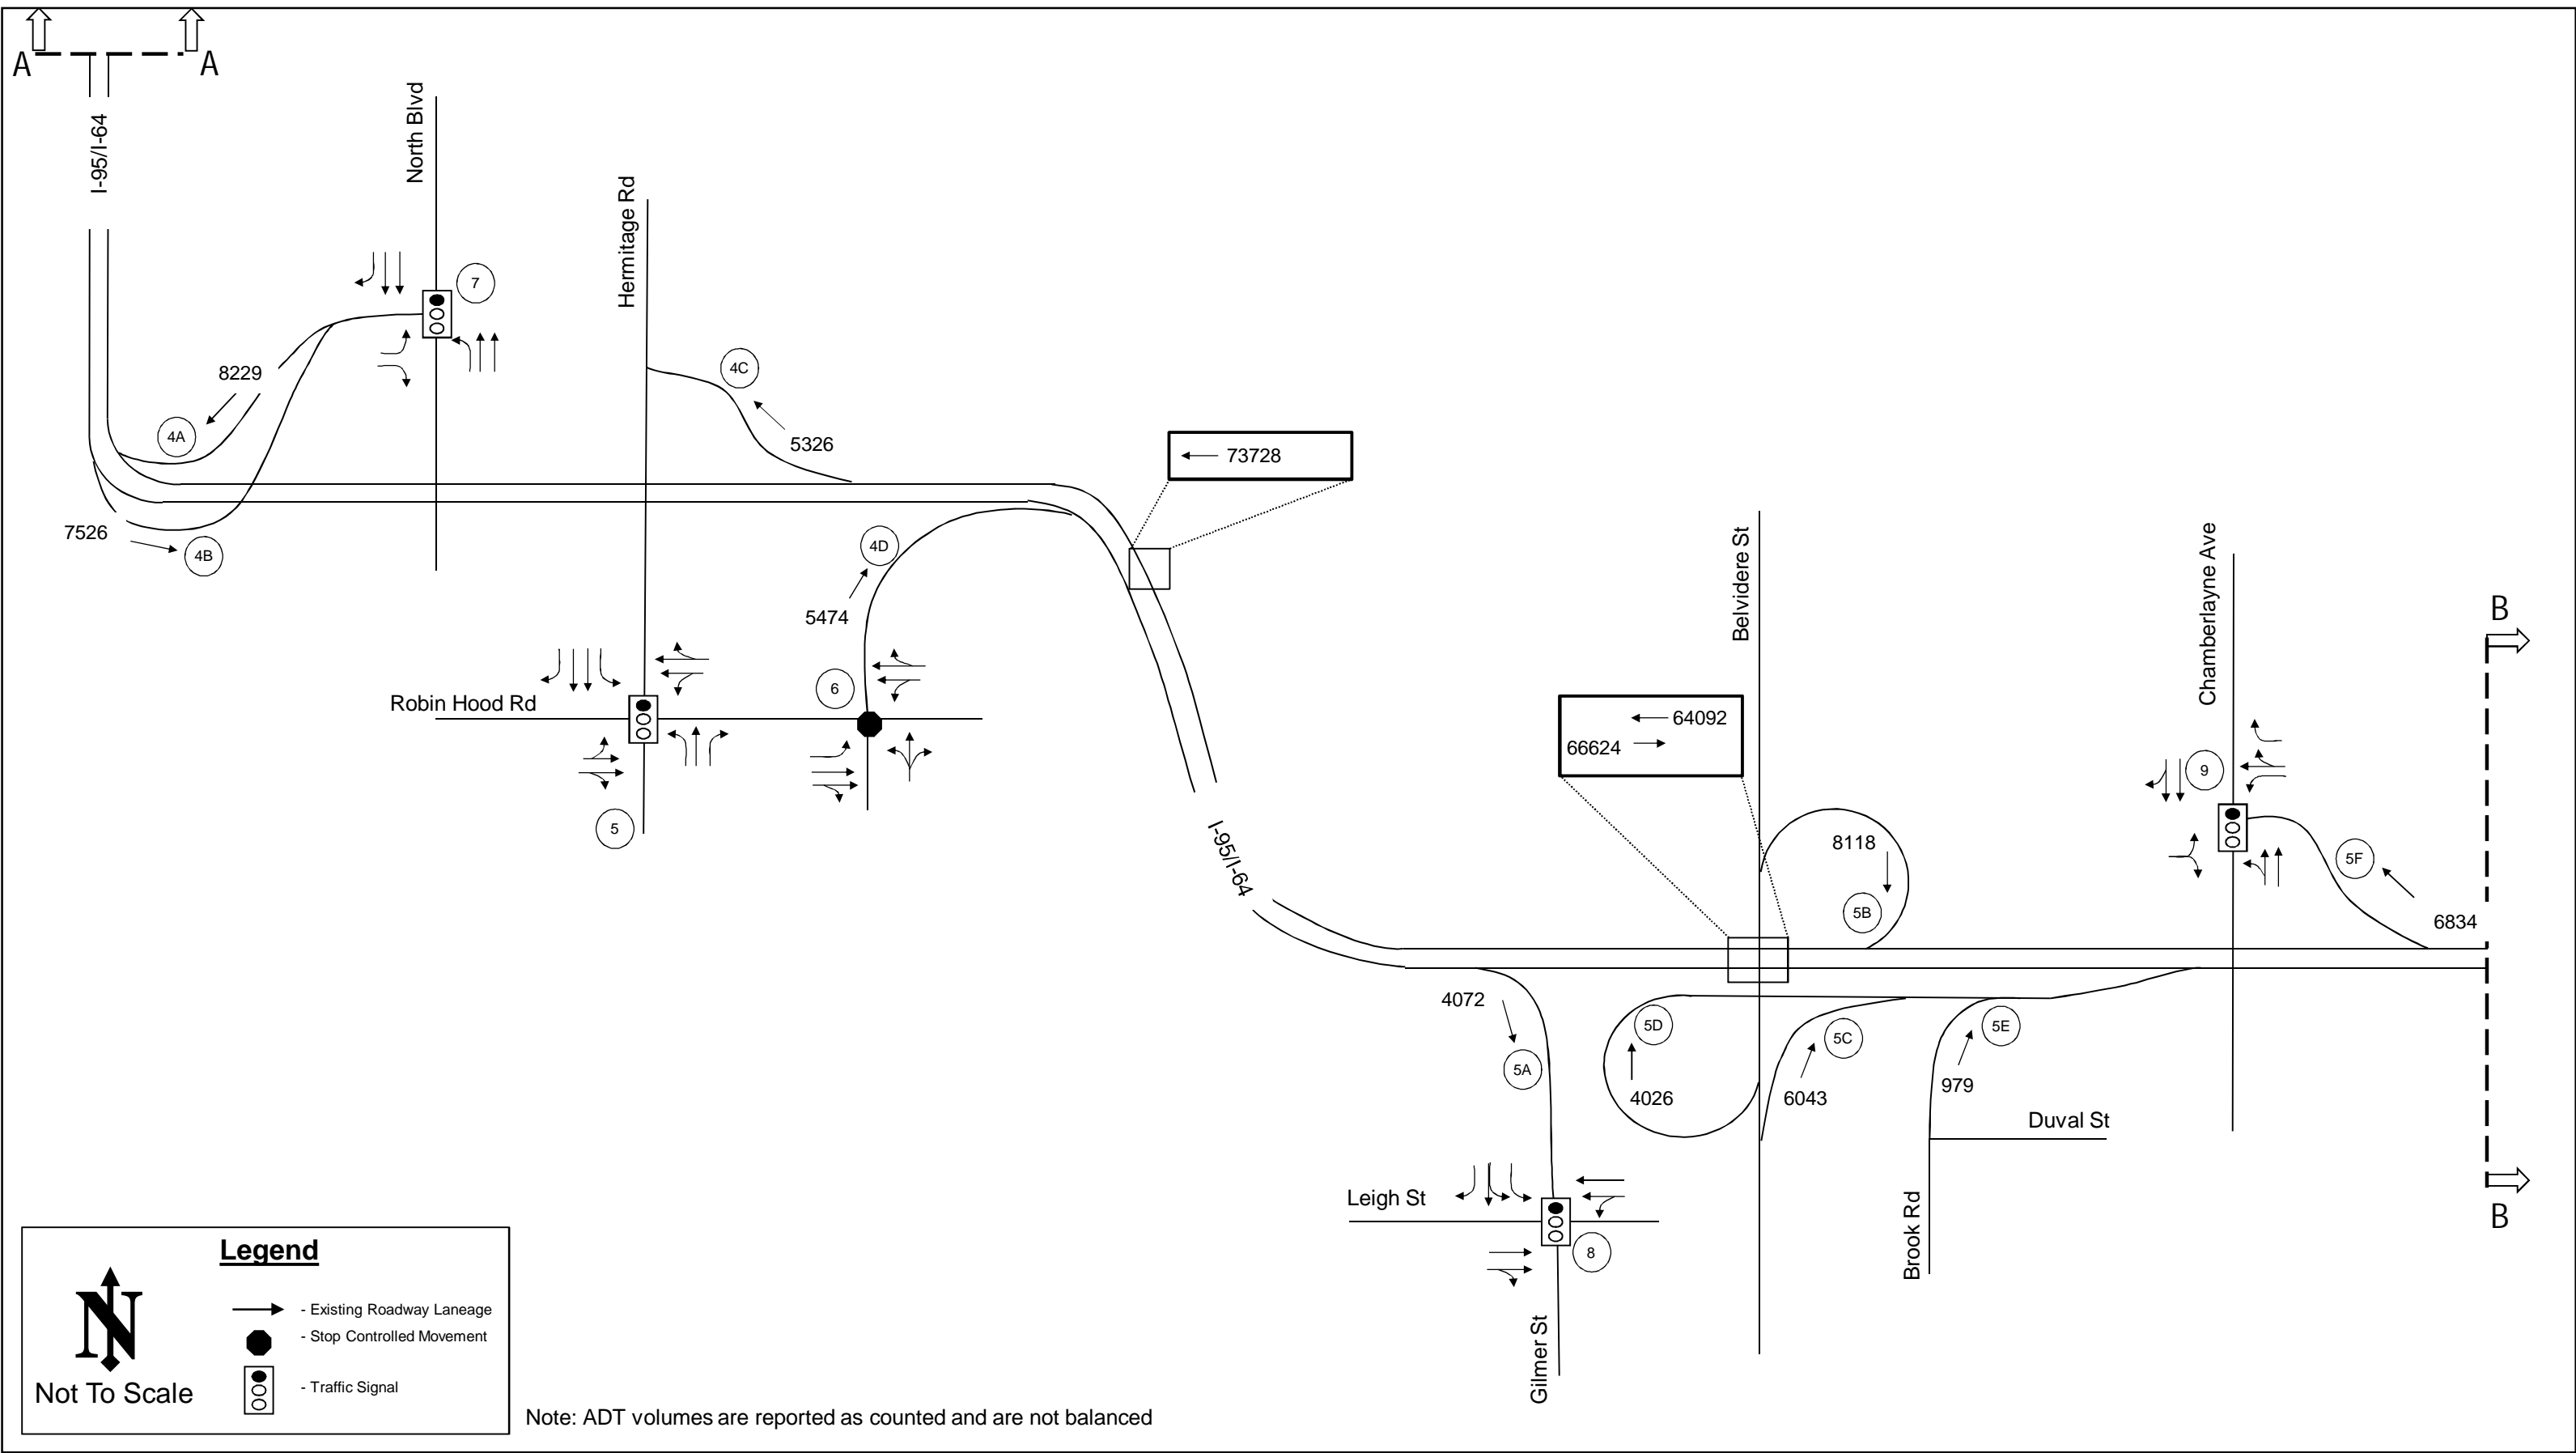 A
A
I-95/I-64
North Blvd
Hermitage Rd
7
8229
4A
4C
5326
73728
7526
4B
4D
5474
Belvidere St
Chamberlayne Ave
B
Robin Hood Rd
6
5
64092
66624
I-95/I-64
9
8118
5B
5F
6834
4072
5A
5D
4026
5C
6043
5E
979
Duval St
B
Leigh St
8
Brook Rd
Gilmer St
Legend
N
Not To Scale
- Existing Roadway Laneage
- Stop Controlled Movement
- Traffic Signal
Note: ADT volumes are reported as counted and are not balanced